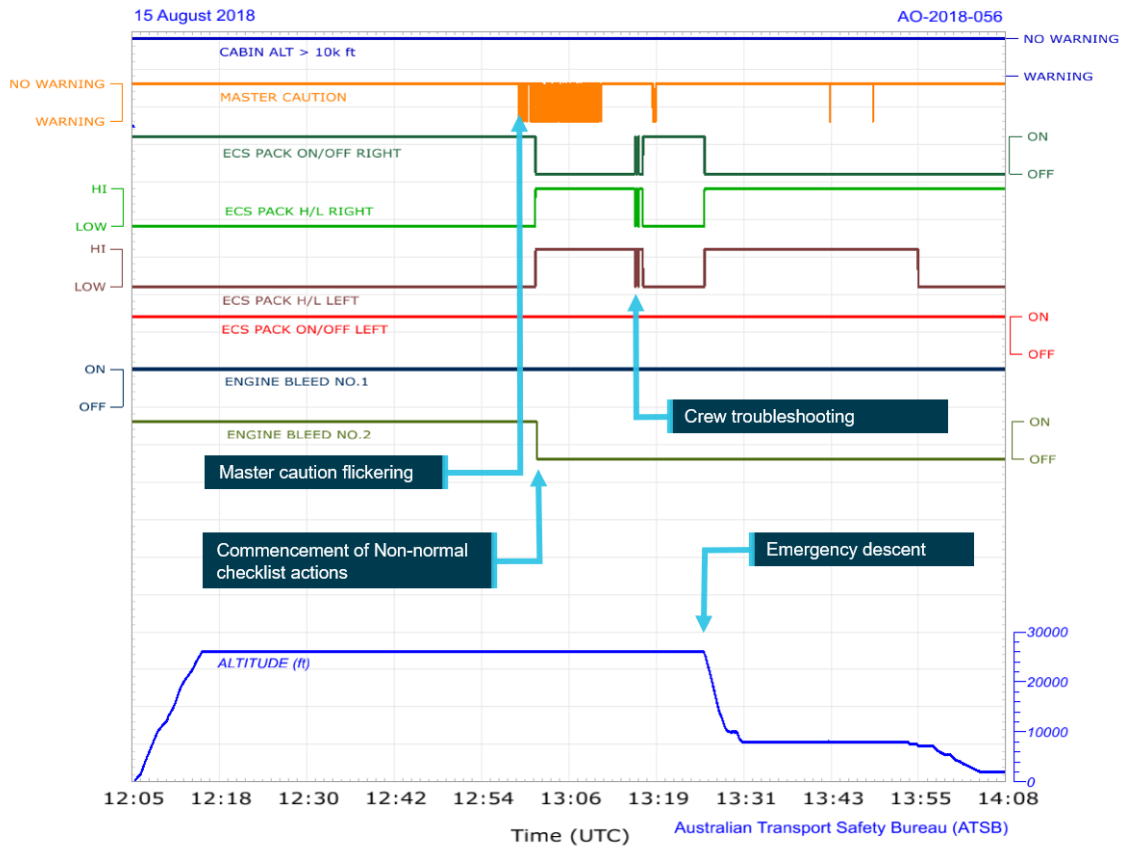 15 August 2018
AO-2018-056
CABIN ALT > 10k ft
NO WARNING
WARNING
NO WARNING
MASTER CAUTION
WARNING
ECS PACK ON/OFF RIGHT
ON
OFF
HI
ECS PACK H/L RIGHT
LOW
HI
LOW
ECS PACK H/L LEFT
ON
ECS PACK ON/OFF LEFT
OFF
ON
ENGINE BLEED NO.1
OFF
Crew troubleshooting
ENGINE BLEED NO.2
ON
OFF
Master caution flickering
Commencement of Non-normal
checklist actions
Emergency descent
ALTITUDE (ft)
30000
20000
10000
0
12:05 12:18 12:30 12:42 12:54 13:06 13:19 13:31 13:43 13:55 14:08
Time (UTC)
Australian Transport Safety Bureau (ATSB)